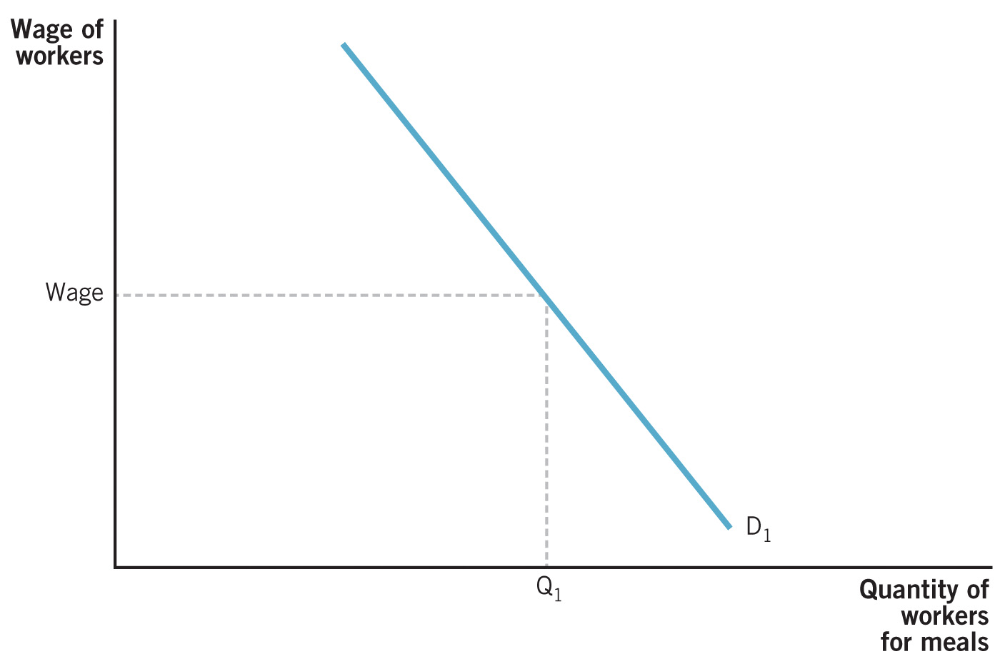 Wage of
workers
Wage
D1
Q1
Quantity of
workers
for meals